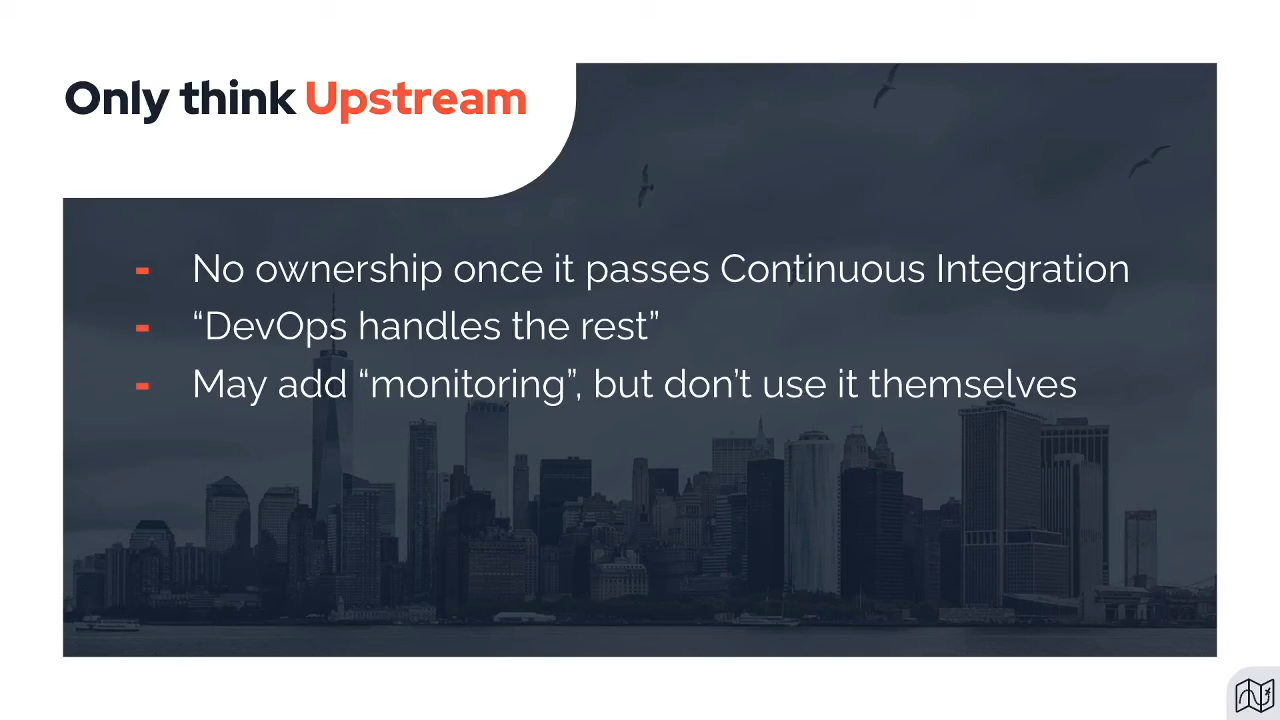 Only think Upstream
- No ownership once it passes Continuous Integration
- “DevOps handles the rest”
- May add “monitoring”, but don’t use it themselves